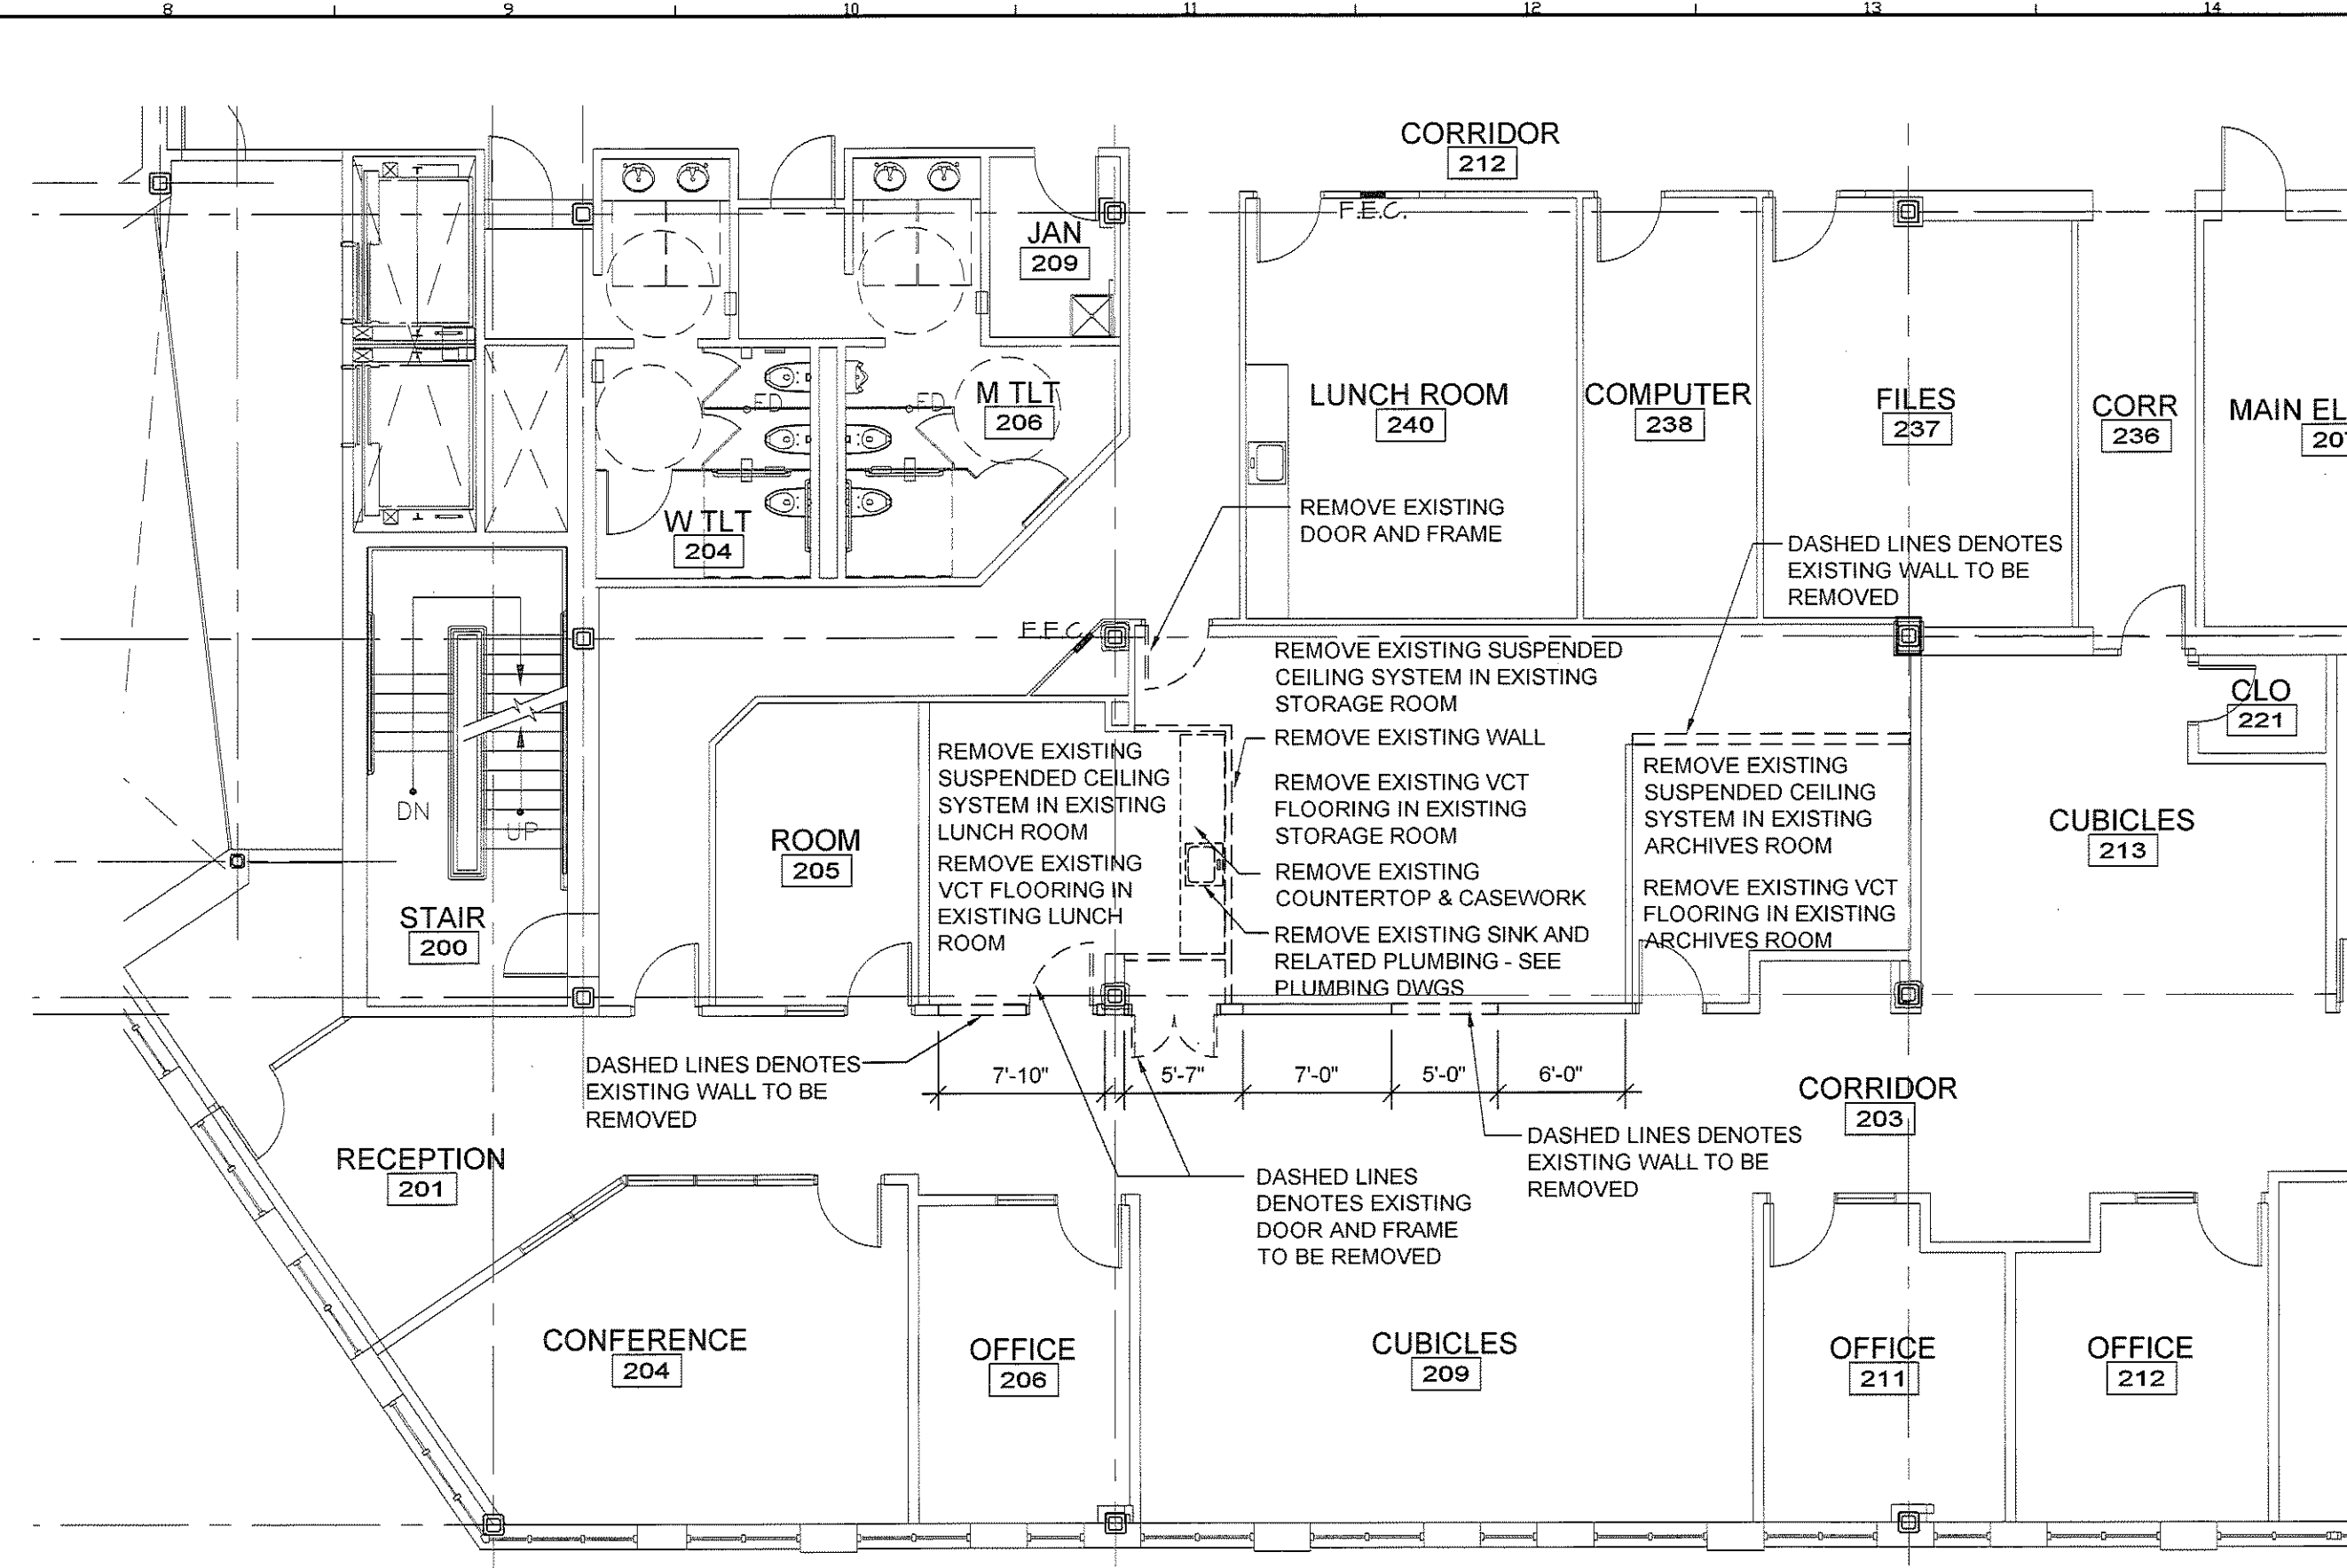 8 9 10 11 12 13 14
CORRIDOR
212
F.E.C.
JAN
209
LUNCH ROOM
240
COMPUTER
238
FILES
237
CORR
236
MAIN EL
M TLT
206
FD
FD
W TLT
204
REMOVE EXISTING
DOOR AND FRAME
DASHED LINES DENOTES
EXISTING WALL TO BE
REMOVED
F.E.C.
REMOVE EXISTING SUSPENDED
CEILING SYSTEM IN EXISTING
STORAGE ROOM
REMOVE EXISTING WALL
REMOVE EXISTING VCT
FLOORING IN EXISTING
STORAGE ROOM
REMOVE EXISTING
COUNTERTOP & CASEWORK
REMOVE EXISTING SINK AND
RELATED PLUMBING - SEE
PLUMBING DWGS
CLO
221
REMOVE EXISTING
SUSPENDED CEILING
SYSTEM IN EXISTING
LUNCH ROOM
REMOVE EXISTING
VCT FLOORING IN
EXISTING LUNCH
ROOM
REMOVE EXISTING
SUSPENDED CEILING
SYSTEM IN EXISTING
ARCHIVES ROOM
REMOVE EXISTING VCT
FLOORING IN EXISTING
ARCHIVES ROOM
CUBICLES
213
DN
UP
ROOM
205
STAIR
200
DASHED LINES DENOTES
EXISTING WALL TO BE
REMOVED
7'-10" 5'-7" 7'-0" 5'-0" 6'-0"
CORRIDOR
203
DASHED LINES DENOTES
EXISTING WALL TO BE
REMOVED
RECEPTION
201
DASHED LINES
DENOTES EXISTING
DOOR AND FRAME
TO BE REMOVED
CONFERENCE
204
OFFICE
206
CUBICLES
209
OFFICE
211
OFFICE
212